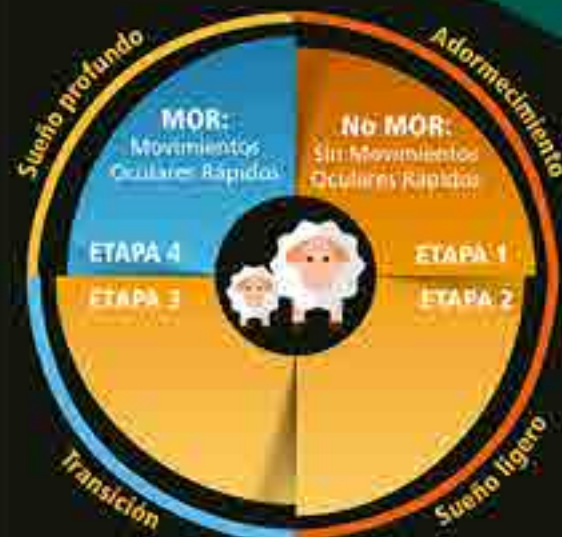 Sueño profundo
Adormecimiento
MOR:
Movimientos
Oculares Rápidos
No MOR:
Sin Movimientos
Oculares Rápidos
ETAPA 4
ETAPA 1
ETAPA 3
ETAPA 2
Transición
Sueño ligero